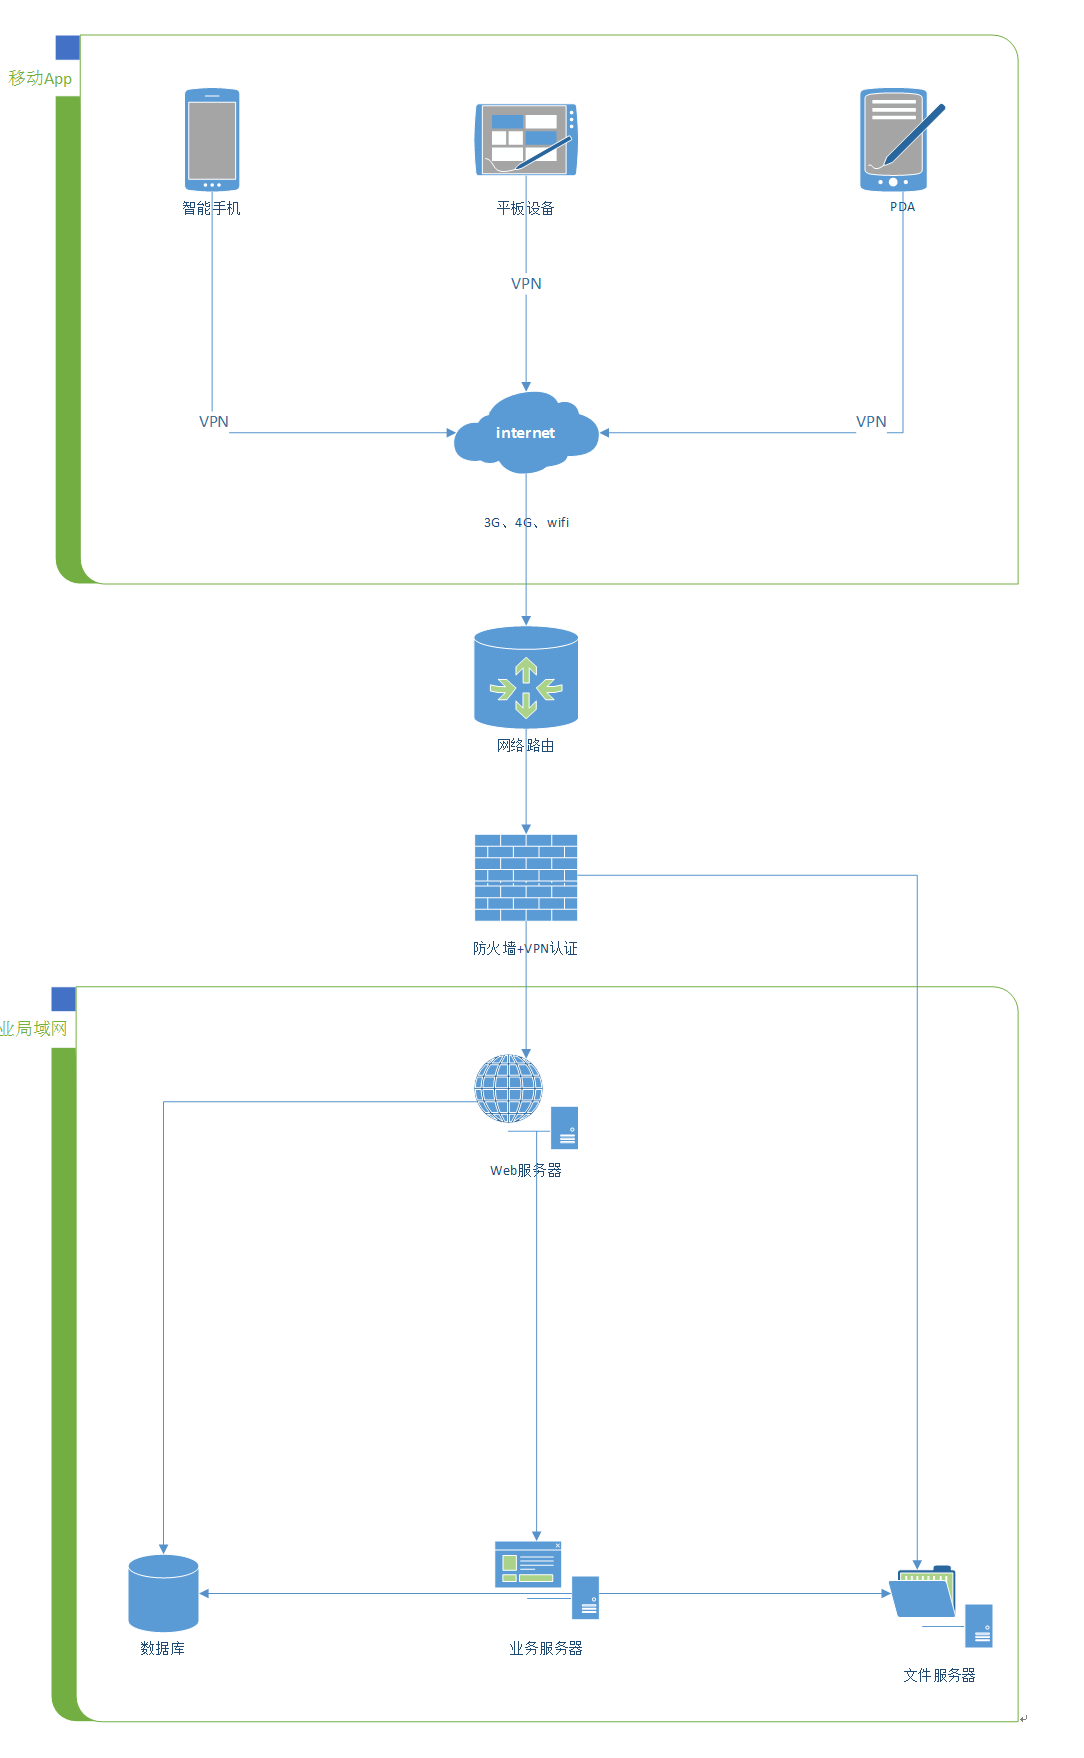 移动App
智能手机
平板设备
PDA
VPN
VPN
VPN
internet
3G、4G、wifi
网络路由
防火墙+VPN认证
业局域网
Web服务器
数据库
业务服务器
文件服务器